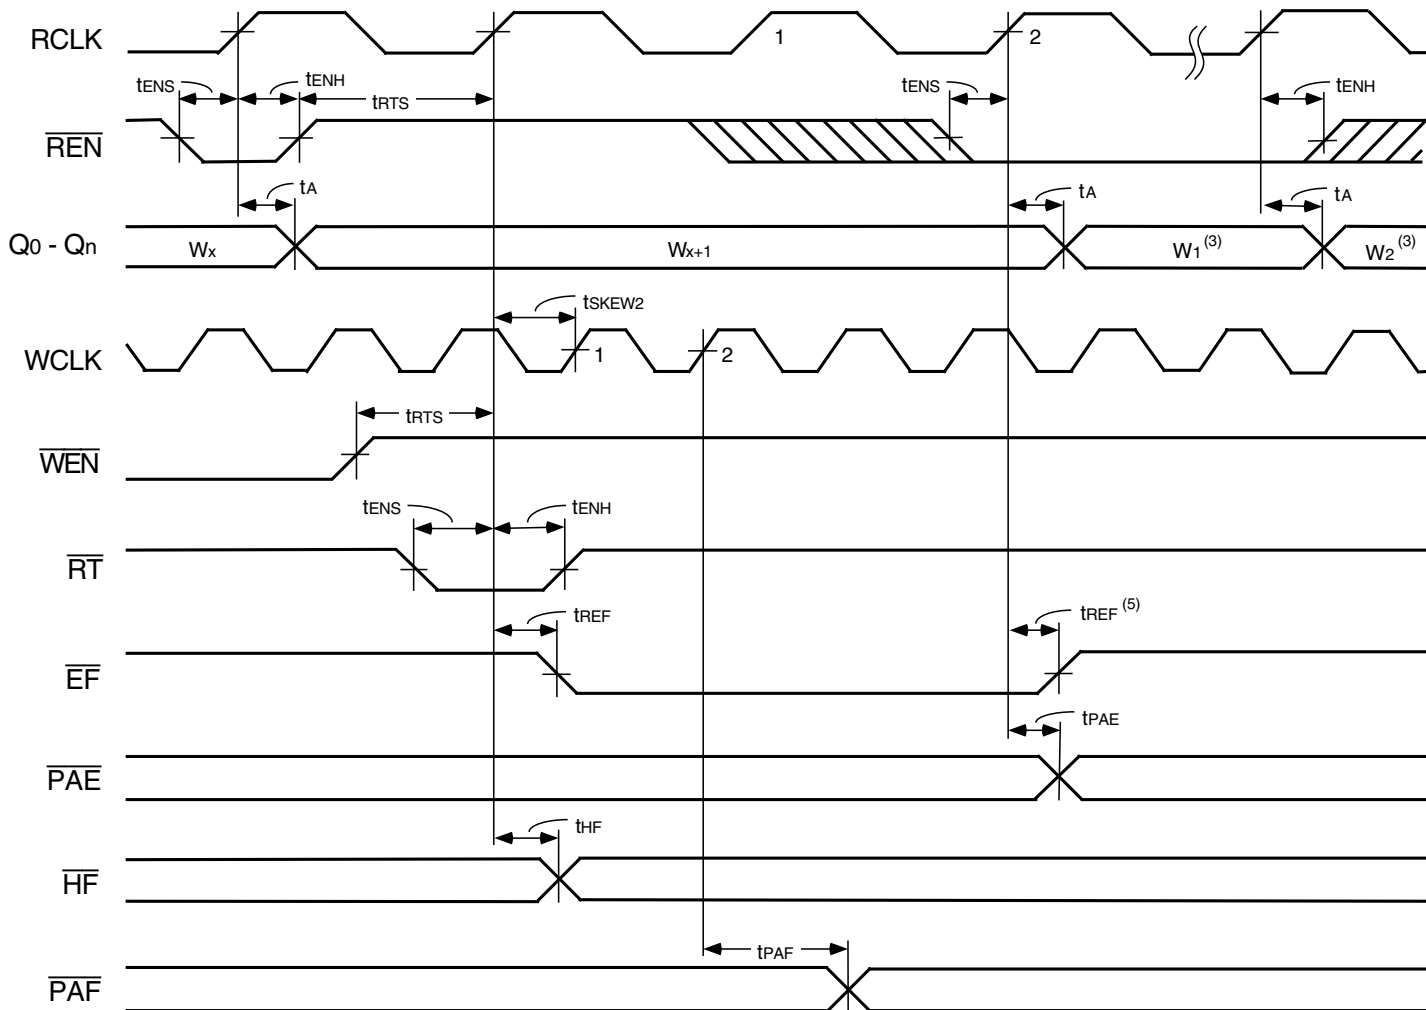 RCLK 1 2
tENS tENH tRTS tENS tENH
REN
tA tA tA
Q0 - Qn Wx Wx+1 W1(3) W2(3)
tSKEW2
WCLK 1 2
tRTS
WEN
tENS tENH
RT
tREF tREF(5)
EF
tPAE
PAE
tHF
HF
tPAF
PAF